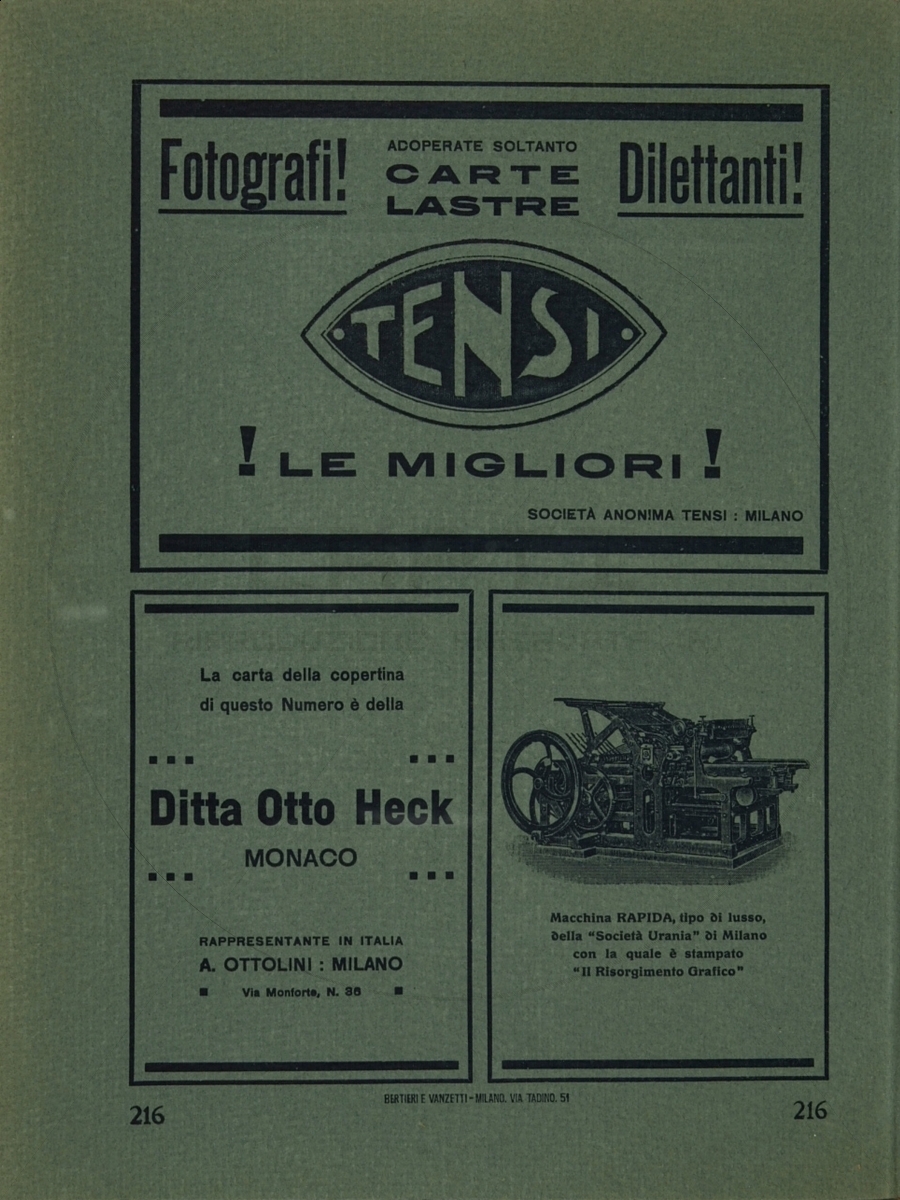 Fotografi!
ADOPERATE SOLTANTO
CARTE
LASTRE
Dilettanti!
TENSI
! LE MIGLIORI !
SOCIETÀ ANONIMA TENSI : MILANO
La carta della copertina
di questo Numero è della
Ditta Otto Heck
MONACO
RAPPRESENTANTE IN ITALIA
A. OTTOLINI : MILANO
Via Monforte, N. 36
Macchina RAPIDA, tipo di lusso,
della “Società Urania” di Milano
con la quale è stampato
“Il Risorgimento Grafico”
BERTIERI E VANZETTI - MILANO. VIA TADINO. 51
216
216